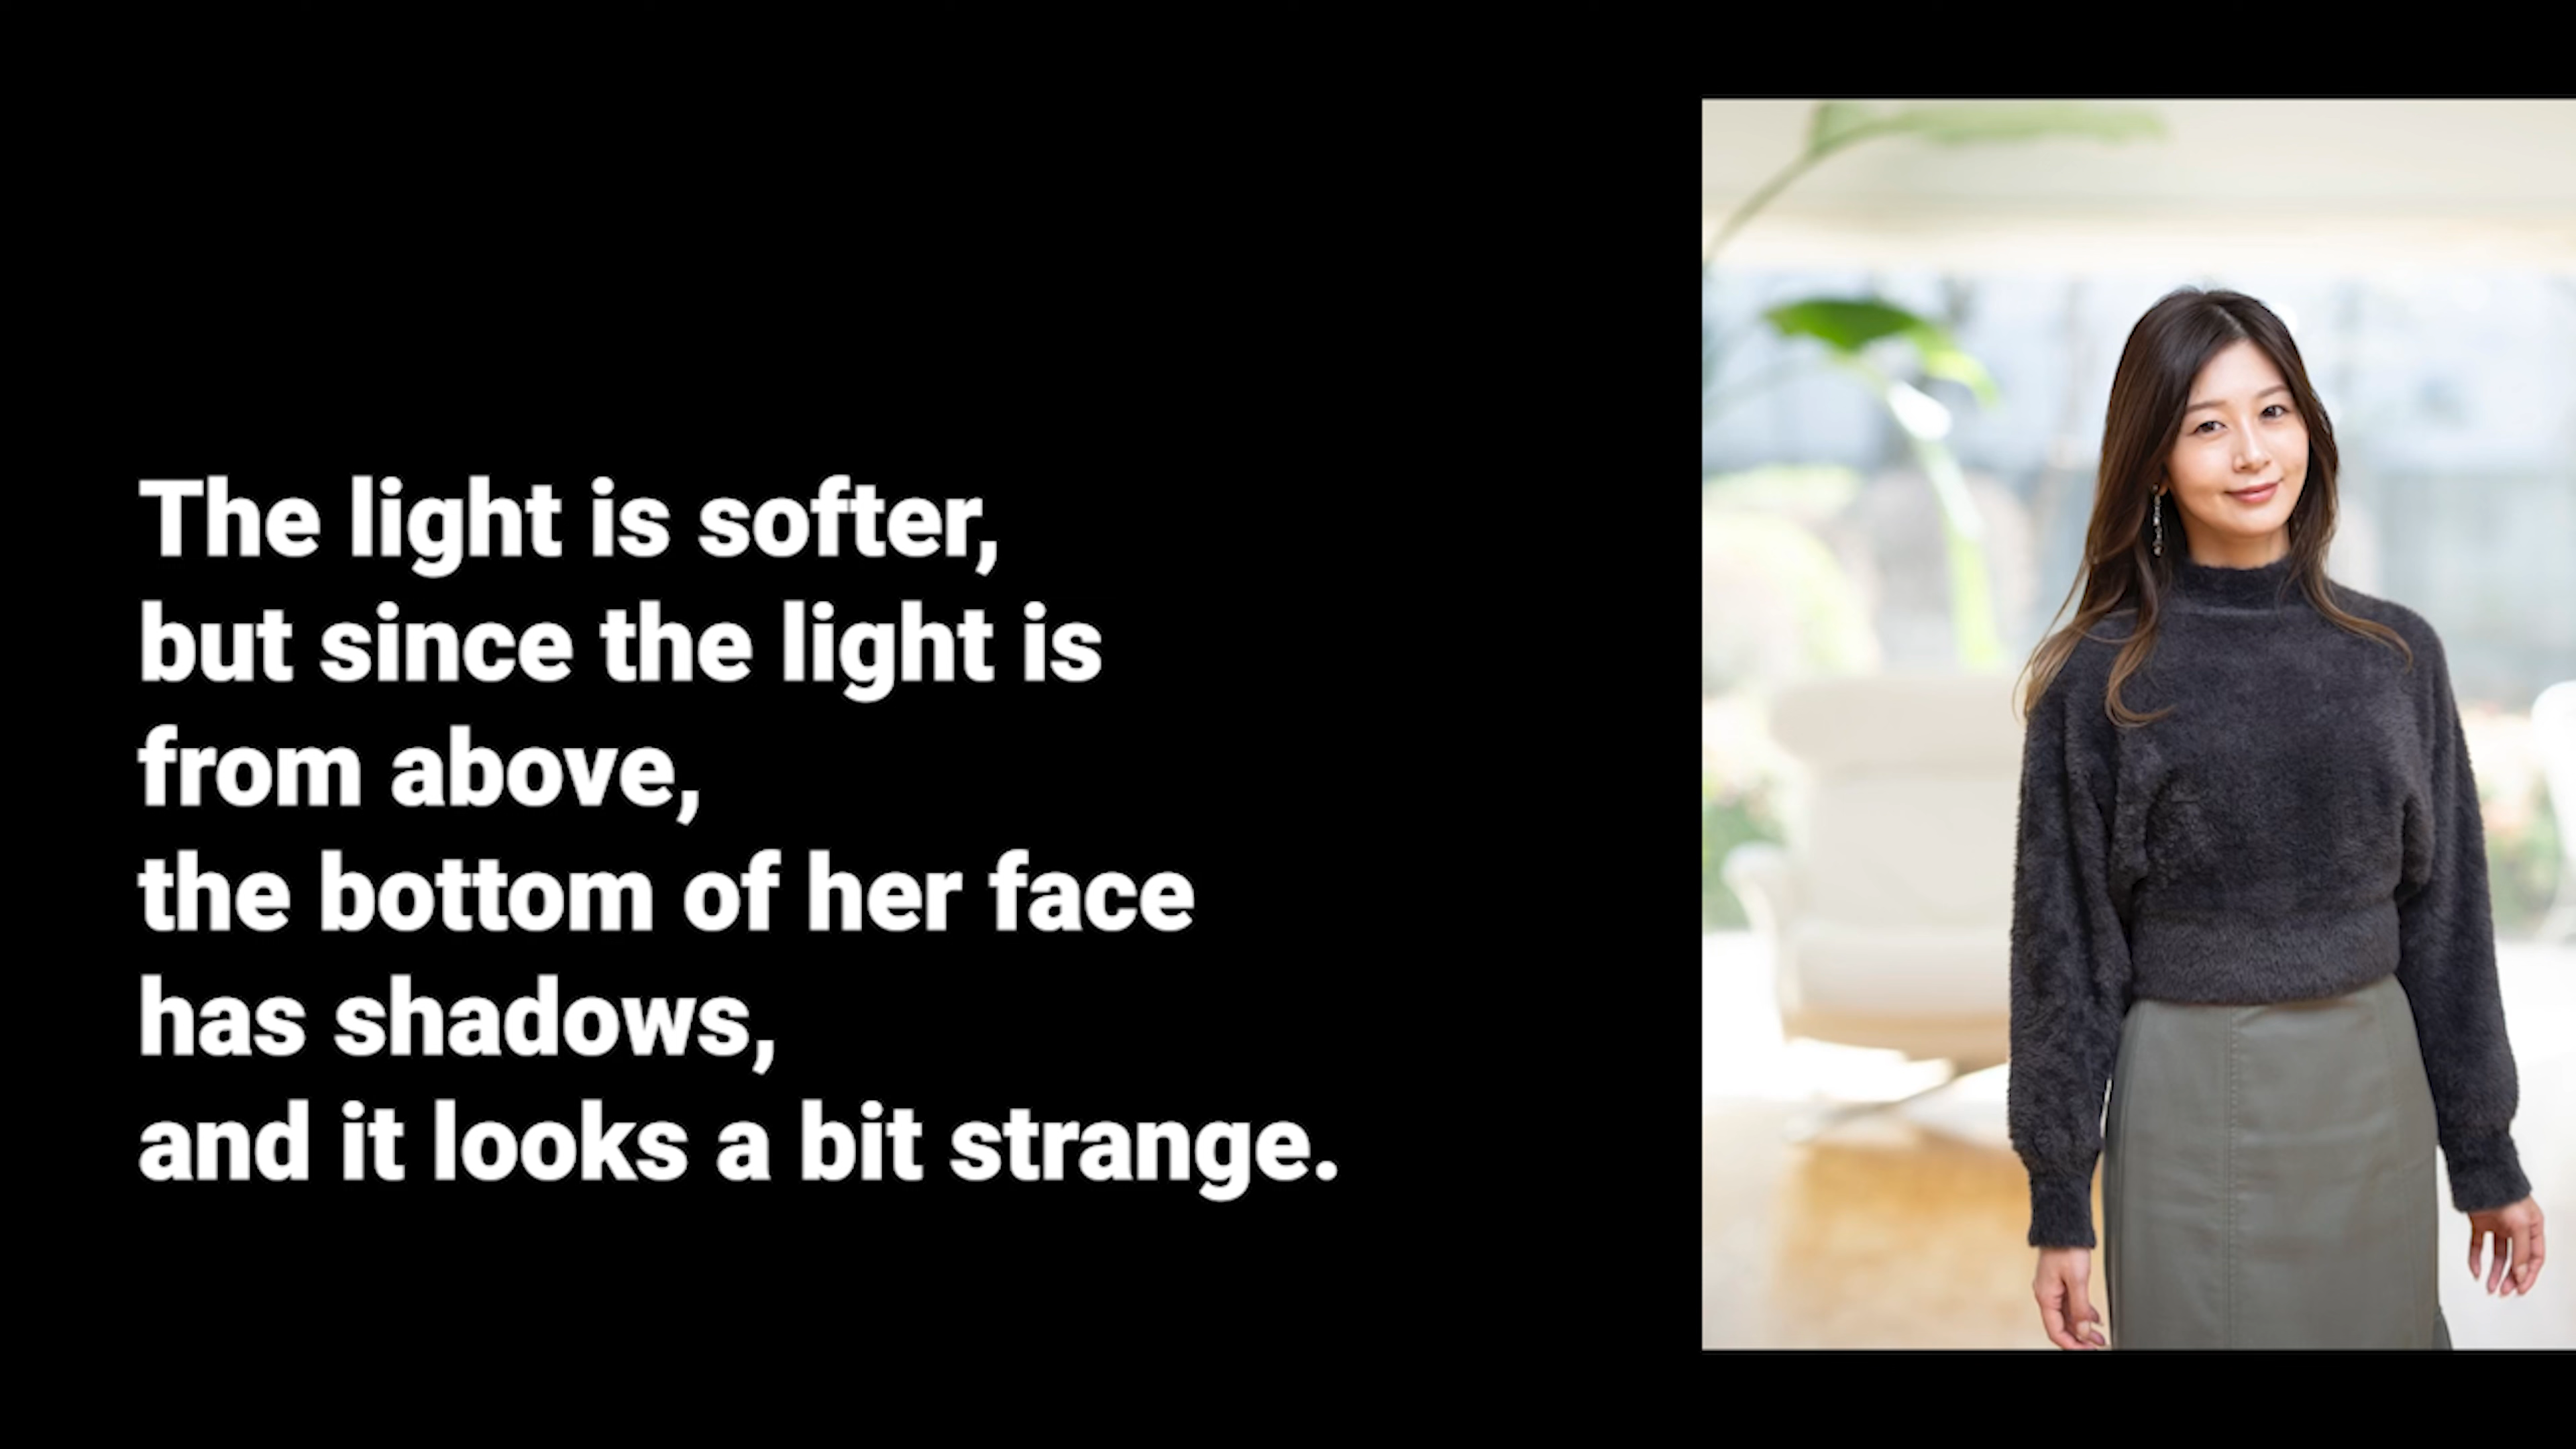 The light is softer,
but since the light is
from above,
the bottom of her face
has shadows,
and it looks a bit strange.